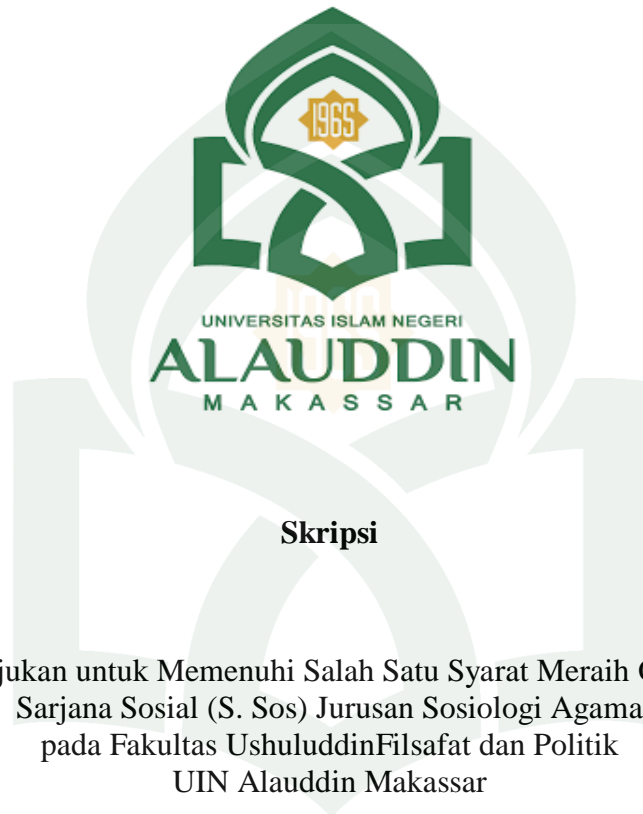 1965
UNIVERSITAS ISLAM NEGERI
ALAUDDIN
MAKASSAR
Skripsi
jukan untuk Memenuhi Salah Satu Syarat Meraih
Sarjana Sosial (S. Sos) Jurusan Sosiologi Agama
pada Fakultas UshuluddinFilsafat dan Politik
UIN Alauddin Makassar